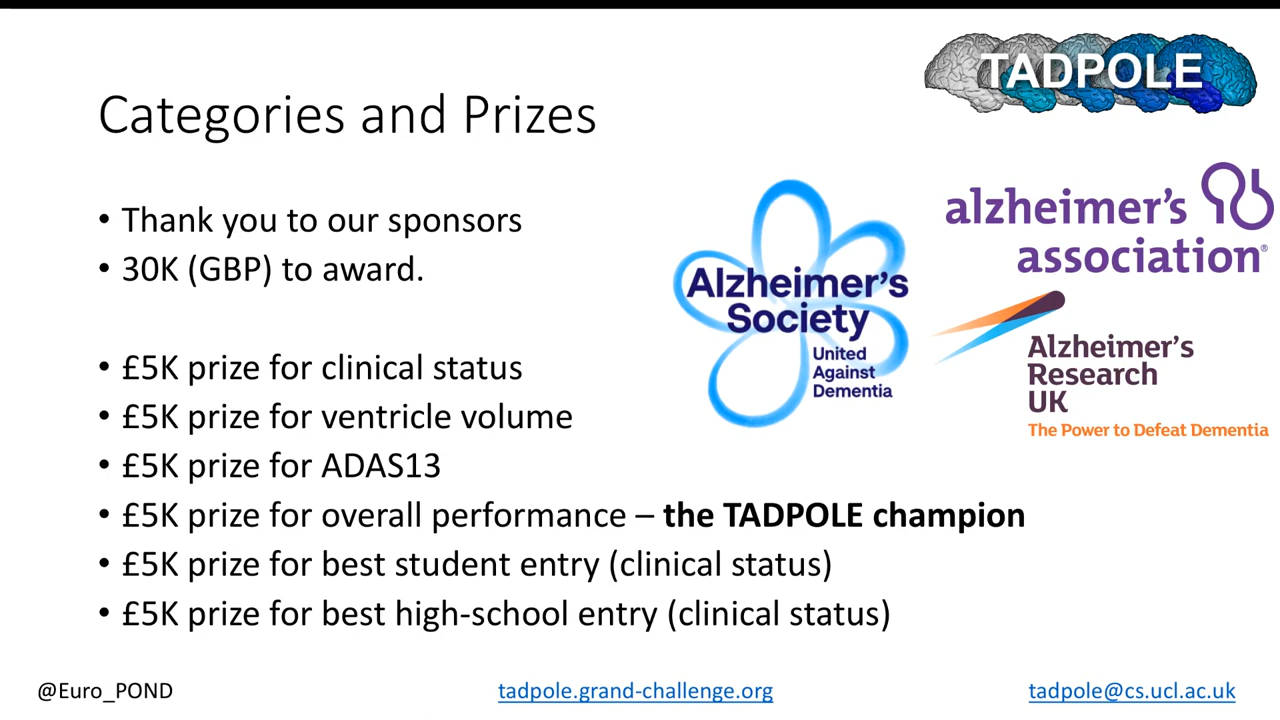 TADPOLE
Categories and Prizes
• Thank you to our sponsors
• 30K (GBP) to award.
• £5K prize for clinical status
• £5K prize for ventricle volume
• £5K prize for ADAS13
• £5K prize for overall performance – the TADPOLE champion
• £5K prize for best student entry (clinical status)
• £5K prize for best high-school entry (clinical status)
Alzheimer's
Society
United
Against
Dementia
alzheimer's
association®
Alzheimer's
Research
UK
The Power to Defeat Dementia
@Euro_POND
tadpole.grand-challenge.org
tadpole@cs.ucl.ac.uk